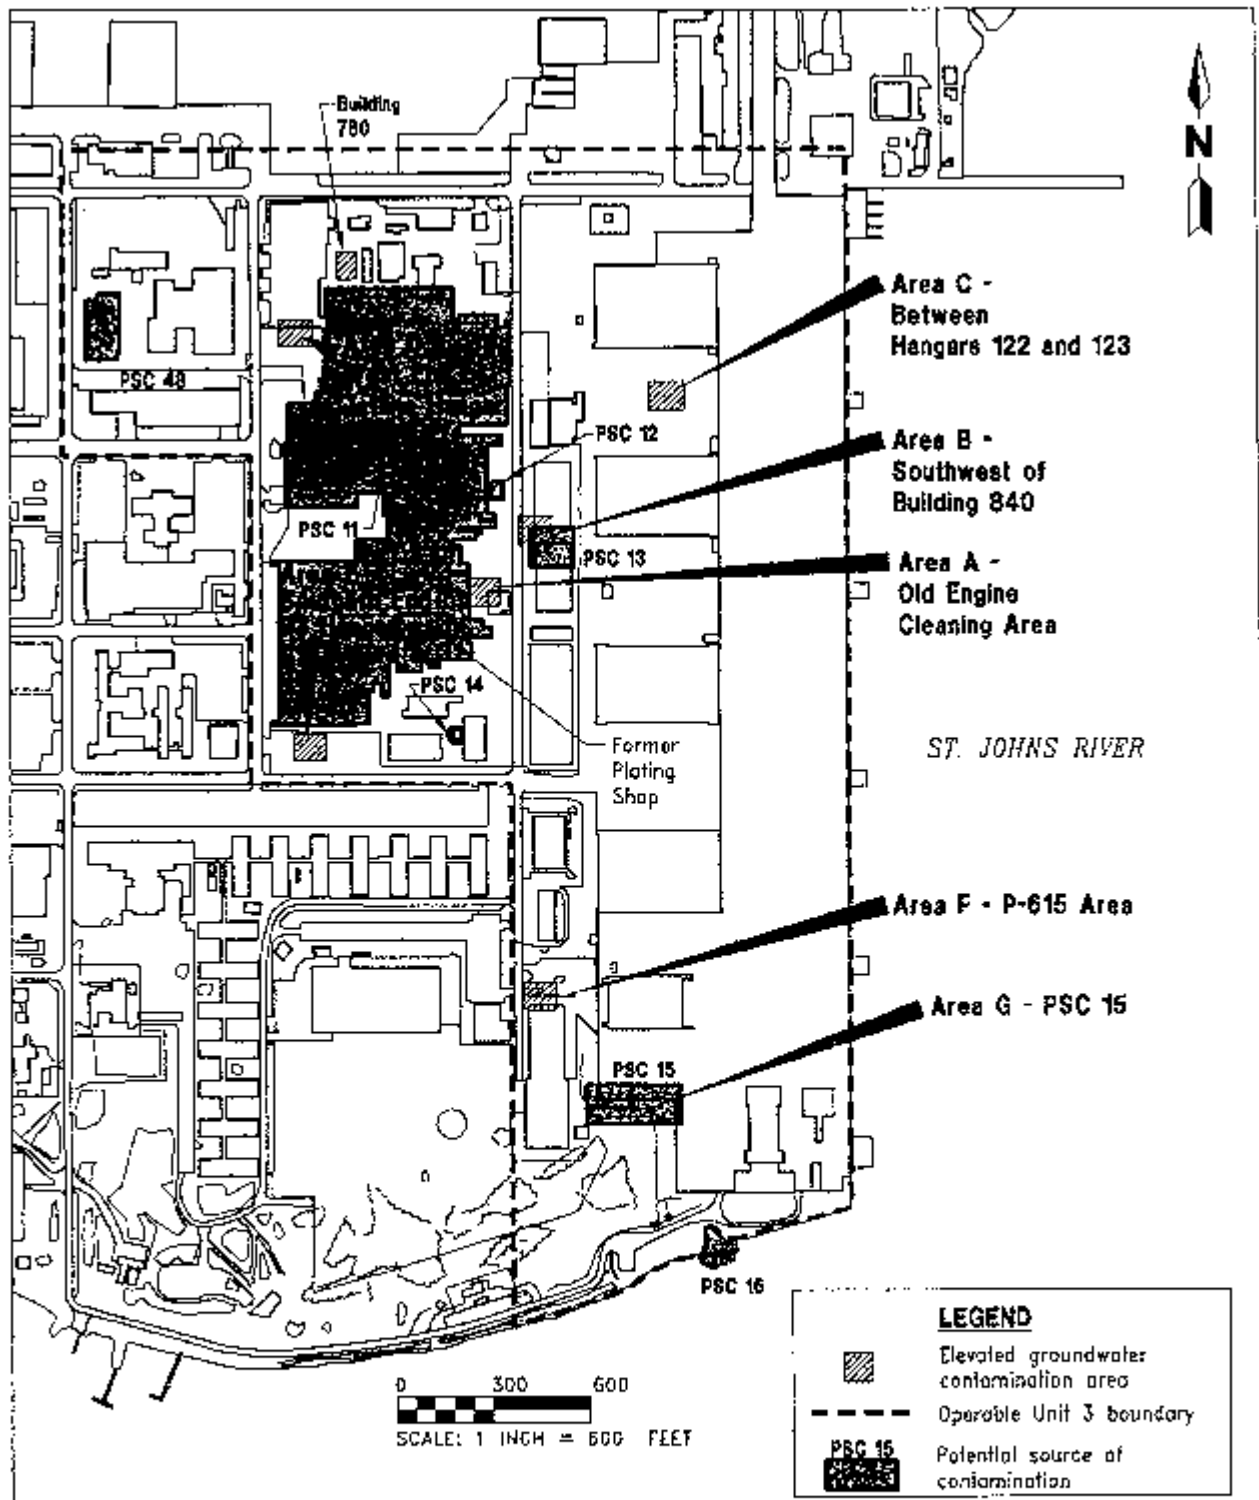 Building
780
N
Area C -
Between
Hangars 122 and 123
PSC 48
PSC 12
Area B -
Southwest of
Building 840
PSC 11
PSC 13
Area A -
Old Engine
Cleaning Area
PSC 14
Former
Plating
Shop
ST. JOHNS RIVER
Area F - P-615 Area
Area G - PSC 15
PSC 15
PSC 16
LEGEND
Elevated groundwater
contamination area
Operable Unit 3 boundary
PSC 15
Potential source of
contamination
0 300 600
SCALE: 1 INCH = 600 FEET